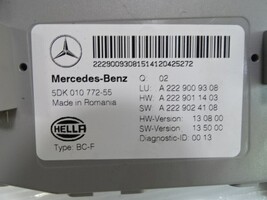 2229009308151412042527​2
Mercedes-Benz Q: 02
5DK 010 772-55 LU: A 222 900 9308
Made in Romania HW: A 222 901 14 03
SW: A 222 902 41 08
HELLA HW-Version: 13 08 00
SW-Version: 13 50 00
Type: BC-F Diagnostic-ID: 00 13